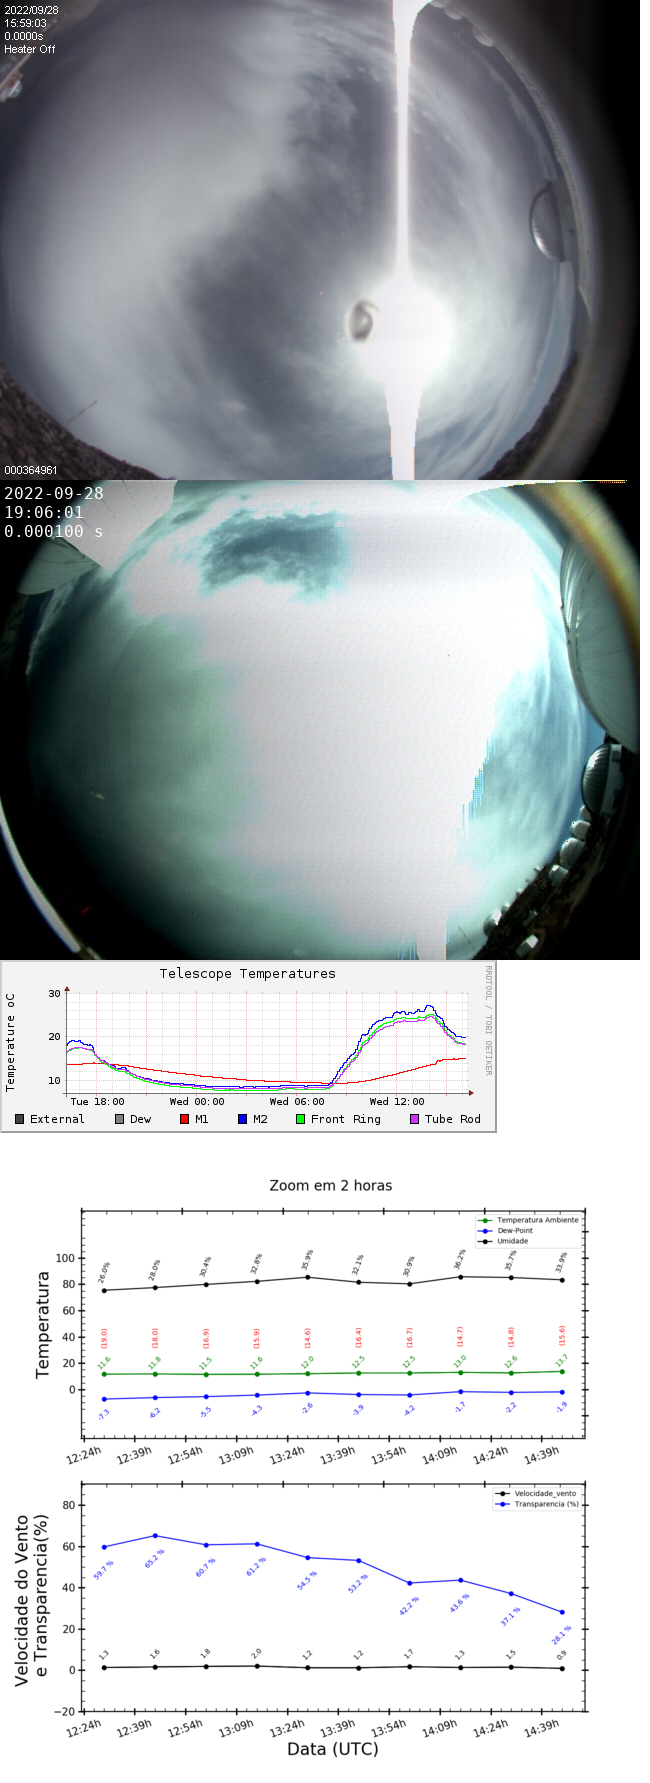 2022/09/28
15:59:03
0.0000s
Heater Off
000364961
2022-09-28
19:06:01
0.000100 s
Telescope Temperatures
RRDTOOL / TOBI OETIKER
Temperature oC
30
20
10
Tue 18:00 Wed 00:00 Wed 06:00 Wed 12:00
External Dew M1 M2 Front Ring Tube Rod
Zoom em 2 horas
Temperatura Ambiente
Dew-Point
Umidade
Temperatura
100
80
60
40
20
0
26.0% 28.0% 30.4% 32.8% 35.9% 32.1% 30.9% 36.2% 35.7% 33.9%
(19.0) (18.0) (16.9) (15.9) (14.6) (16.4) (16.7) (14.7) (14.8) (15.6)
11.6 11.8 11.5 11.6 12.0 12.5 12.5 13.0 12.6 13.7
-7.3 -6.2 -5.5 -4.3 -2.6 -3.9 -4.2 -1.7 -2.2 -1.9
12:24h 12:39h 12:54h 13:09h 13:24h 13:39h 13:54h 14:09h 14:24h 14:39h
Velocidade_vento
Transparencia (%)
Velocidade do Vento
e Transparencia(%)
80
60
40
20
0
−20
59.7 % 65.2 % 60.7 % 61.2 % 54.5 % 53.2 % 42.2 % 43.6 % 37.1 % 28.1 %
1.3 1.6 1.8 2.0 1.2 1.2 1.7 1.3 1.5 0.9
12:24h 12:39h 12:54h 13:09h 13:24h 13:39h 13:54h 14:09h 14:24h 14:39h
Data (UTC)